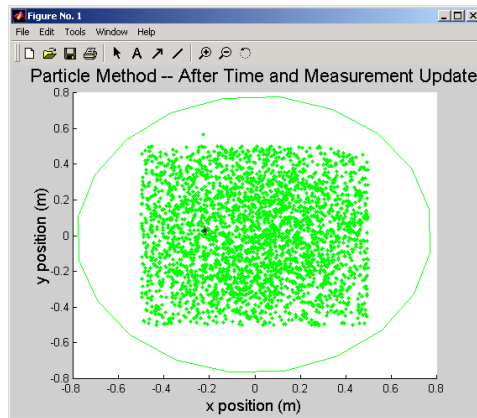 Figure No. 1
File Edit Tools Window Help
Particle Method -- After Time and Measurement Update
0.8
0.6
0.4
0.2
0
-0.2
-0.4
-0.6
-0.8
-0.8 -0.6 -0.4 -0.2 0 0.2 0.4 0.6 0.8
y position (m)
x position (m)